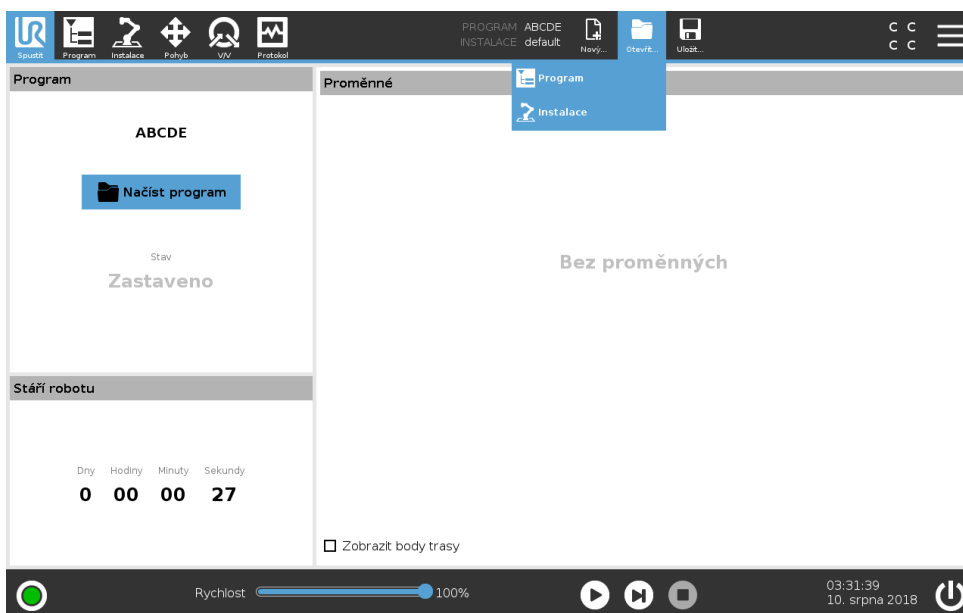 UR
PROGRAM ABCDE
INSTALACE default
C C
C C
Spustit Program Instalace Pohyb V/V Protokol Nový... Otevřít... Uložit...
Program
Instalace
Program
ABCDE
Načíst program
Stav
Zastaveno
Proměnné
Bez proměnných
Zobrazit body trasy
Stáří robotu
Dny Hodiny Minuty Sekundy
0 00 00 27
Rychlost 100%
03:31:39
10. srpna 2018